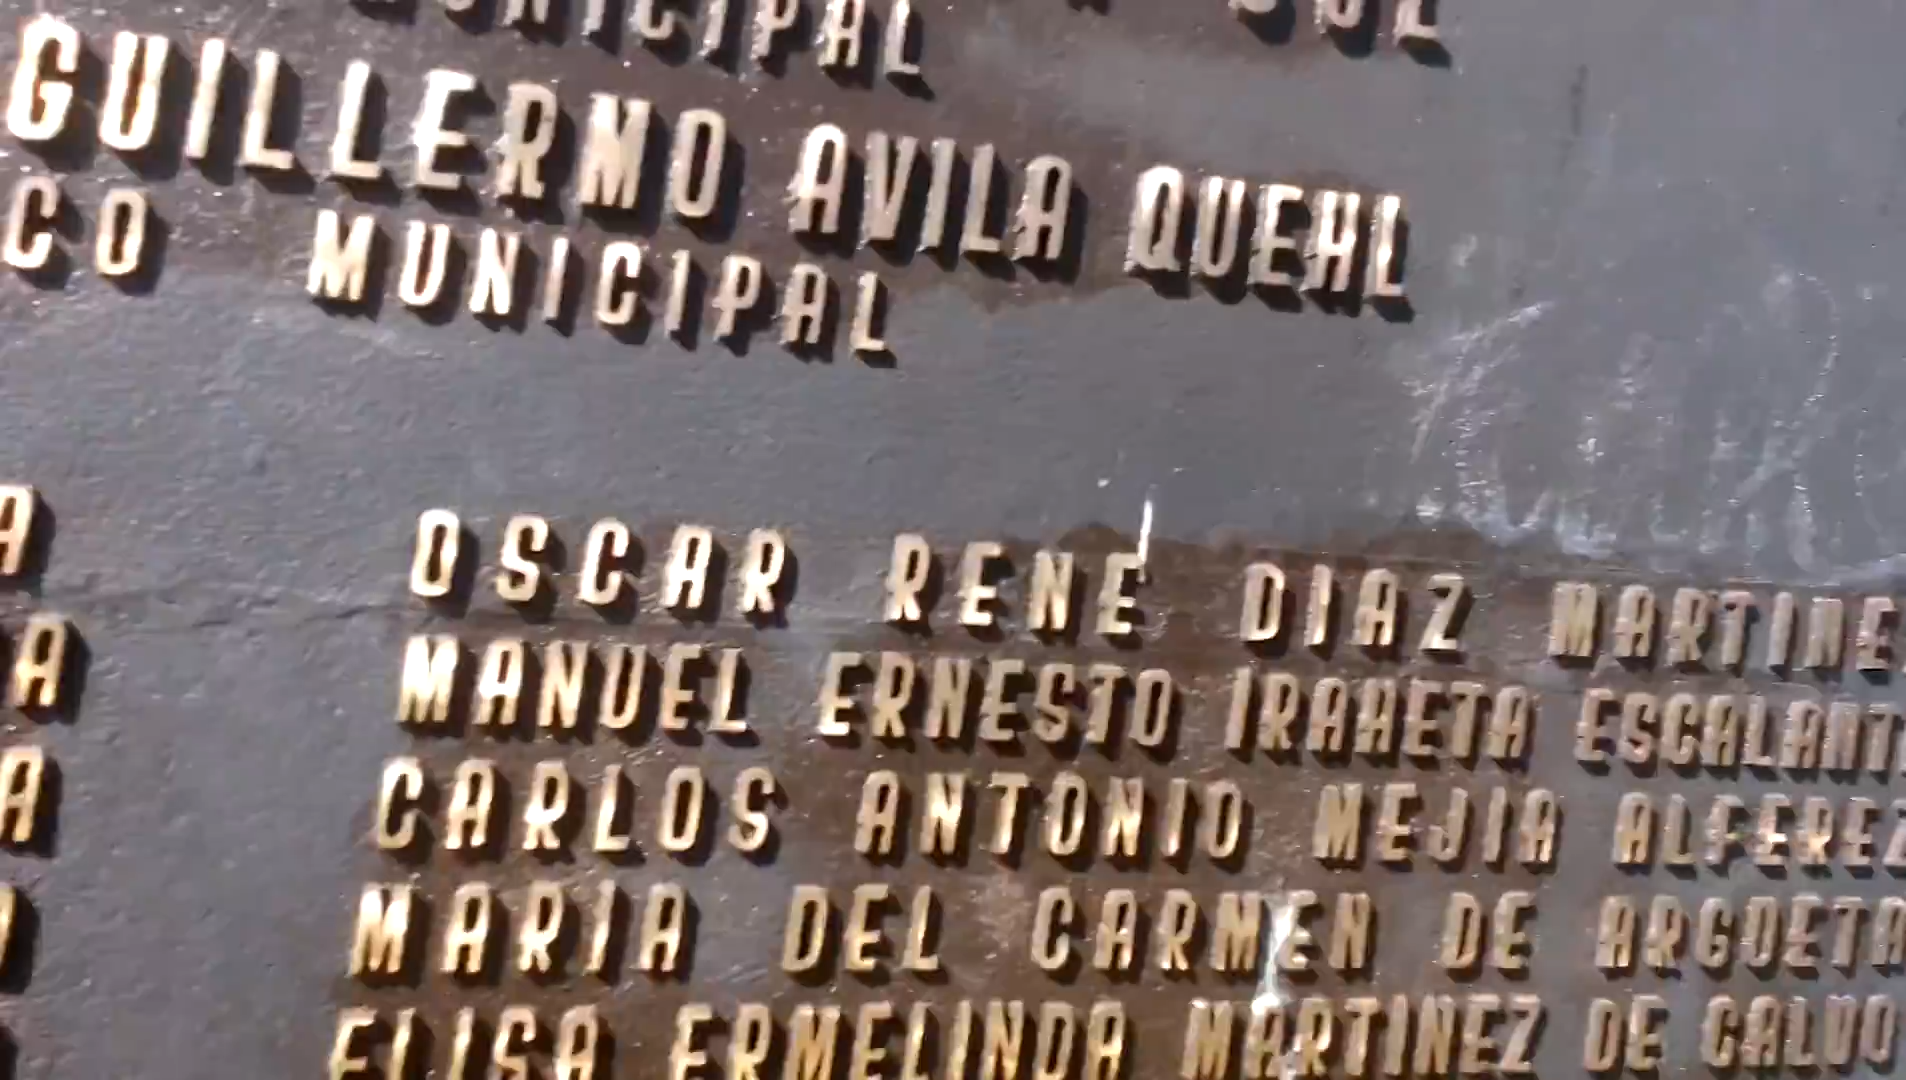 MUNICIPAL
GUILLERMO AVILA QUEHL
CO MUNICIPAL
A OSCAR RENE DIAZ MARTINE
A MANUEL ERNESTO IRAHETA ESCALANT
A CARLOS ANTONIO MEJIA ALFEREZ
MARIA DEL CARMEN DE ARGUETA
ELISA ERMELINDA MARTINEZ DE CALVO